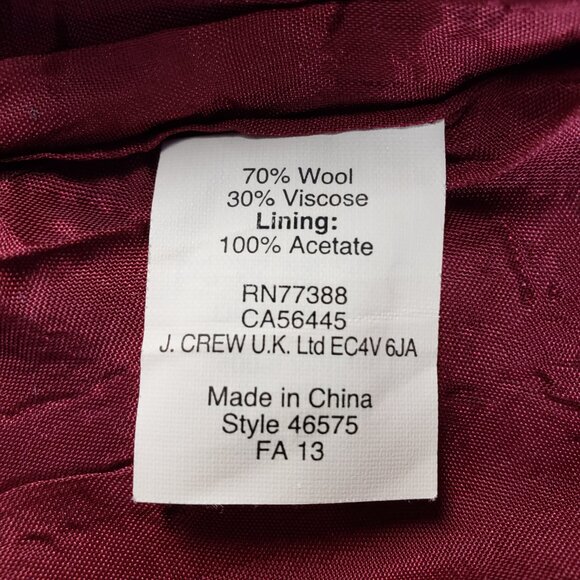 70% Wool
30% Viscose
Lining:
100% Acetate
RN77388
CA56445
J. CREW U.K. Ltd EC4V 6JA
Made in China
Style 46575
FA 13